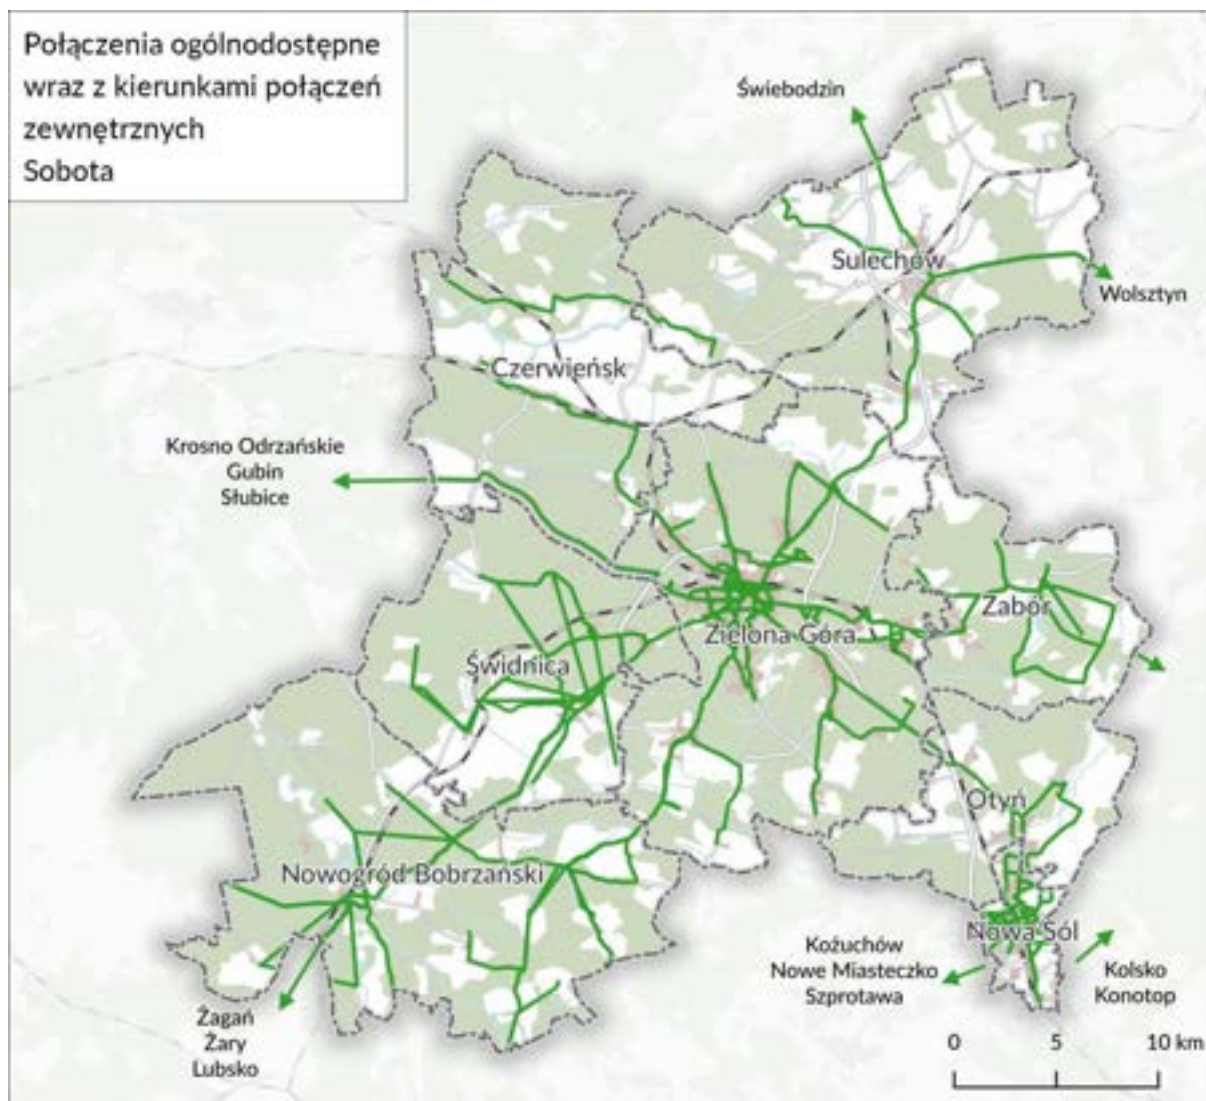 Połączenia ogólnodostępne
wraz z kierunkami połączeń
zewnętrznych
Sobota
Świebodzin
Sulechów
Wolsztyn
Czerwieńsk
Krosno Odrzańskie
Gubin
Słubice
Zabór
Zielona Góra
Świdnica
Otyń
Nowogród Bobrzański
Nowa Sól
Kożuchów
Nowe Miasteczko
Szprotawa
Kolsko
Konotop
Żagań
Żary
Lubsko
0 5 10 km